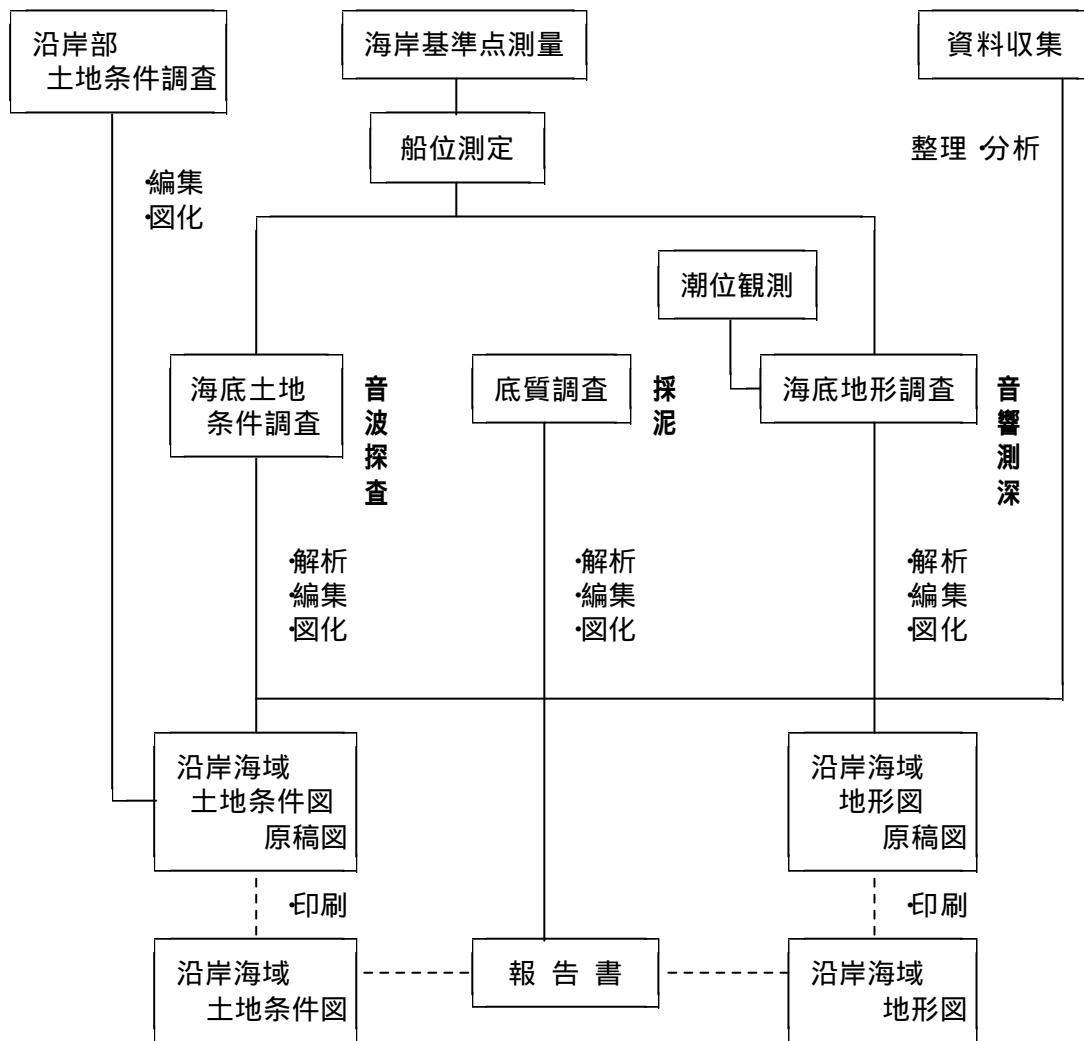 沿岸部
土地条件調査
海岸基準点測量
資料収集
船位測定
整理・分析
・編集
・図化
潮位観測
海底土地
条件調査
音波探査
底質調査
採泥
海底地形調査
音響測深
・解析
・編集
・図化
・解析
・編集
・図化
・解析
・編集
・図化
沿岸海域
土地条件図
原稿図
沿岸海域
地形図
原稿図
・印刷
・印刷
沿岸海域
土地条件図
報告書
沿岸海域
地形図